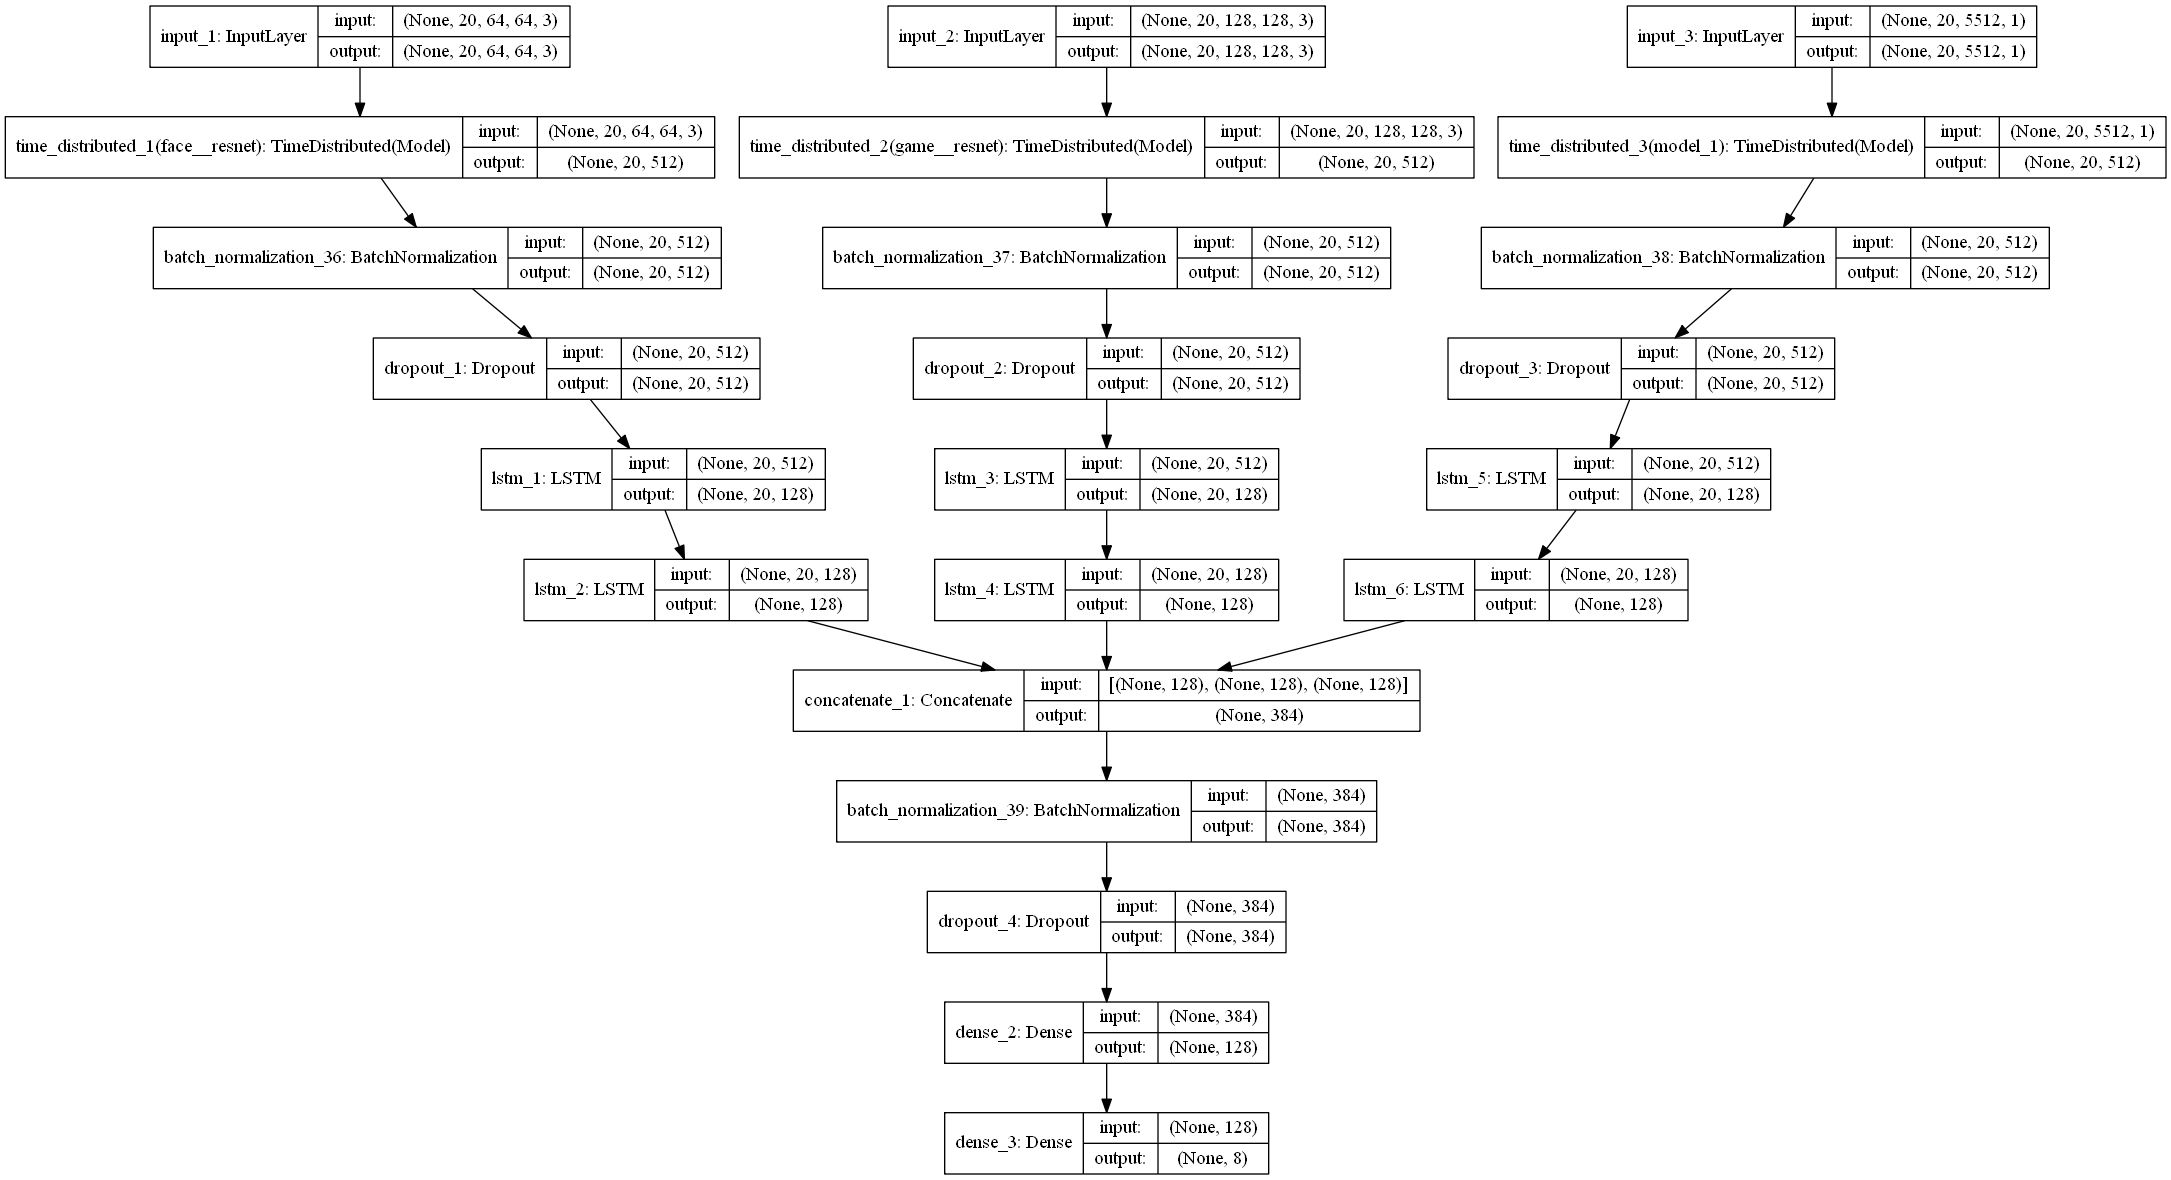 input_1: InputLayer
input: (None, 20, 64, 64, 3)
output: (None, 20, 64, 64, 3)
input_2: InputLayer
input: (None, 20, 128, 128, 3)
output: (None, 20, 128, 128, 3)
input_3: InputLayer
input: (None, 20, 5512, 1)
output: (None, 20, 5512, 1)
time_distributed_1(face__resnet): TimeDistributed(Model)
input: (None, 20, 64, 64, 3)
output: (None, 20, 512)
time_distributed_2(game__resnet): TimeDistributed(Model)
input: (None, 20, 128, 128, 3)
output: (None, 20, 512)
time_distributed_3(model_1): TimeDistributed(Model)
input: (None, 20, 5512, 1)
output: (None, 20, 512)
batch_normalization_36: BatchNormalization
input: (None, 20, 512)
output: (None, 20, 512)
batch_normalization_37: BatchNormalization
input: (None, 20, 512)
output: (None, 20, 512)
batch_normalization_38: BatchNormalization
input: (None, 20, 512)
output: (None, 20, 512)
dropout_1: Dropout
input: (None, 20, 512)
output: (None, 20, 512)
dropout_2: Dropout
input: (None, 20, 512)
output: (None, 20, 512)
dropout_3: Dropout
input: (None, 20, 512)
output: (None, 20, 512)
lstm_1: LSTM
input: (None, 20, 512)
output: (None, 20, 128)
lstm_3: LSTM
input: (None, 20, 512)
output: (None, 20, 128)
lstm_5: LSTM
input: (None, 20, 512)
output: (None, 20, 128)
lstm_2: LSTM
input: (None, 20, 128)
output: (None, 128)
lstm_4: LSTM
input: (None, 20, 128)
output: (None, 128)
lstm_6: LSTM
input: (None, 20, 128)
output: (None, 128)
concatenate_1: Concatenate
input: [(None, 128), (None, 128), (None, 128)]
output: (None, 384)
batch_normalization_39: BatchNormalization
input: (None, 384)
output: (None, 384)
dropout_4: Dropout
input: (None, 384)
output: (None, 384)
dense_2: Dense
input: (None, 384)
output: (None, 128)
dense_3: Dense
input: (None, 128)
output: (None, 8)